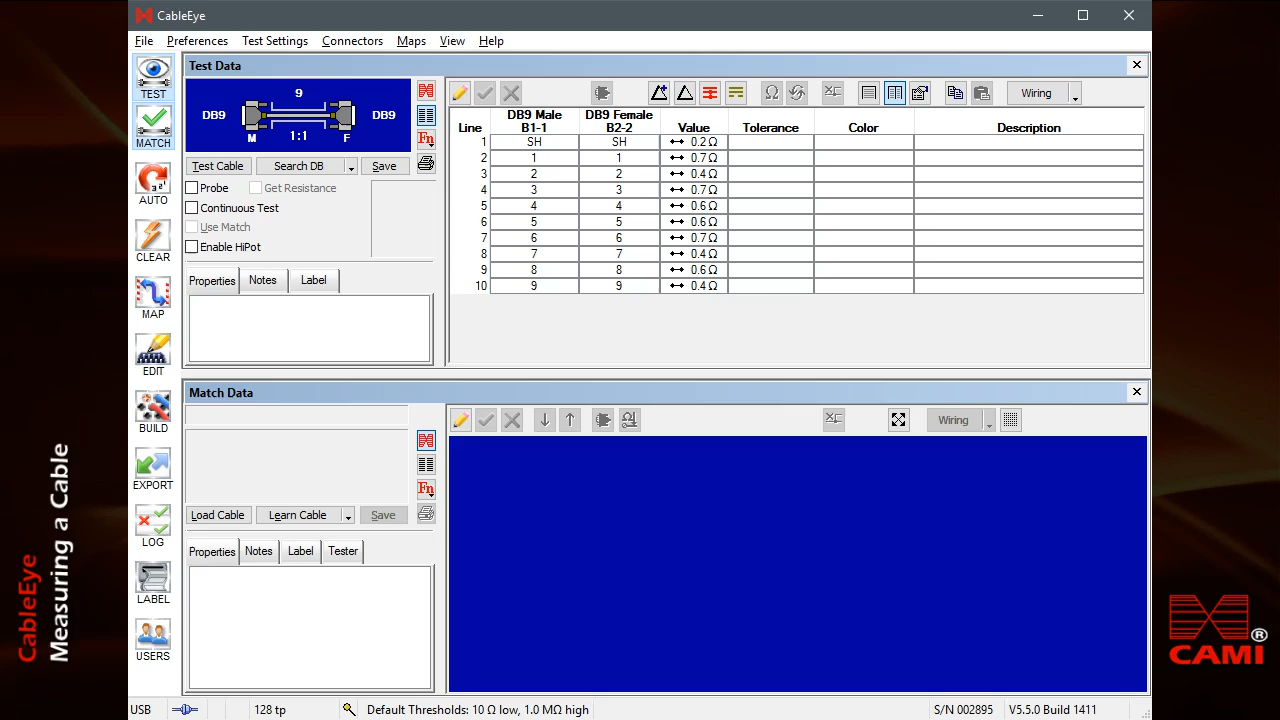 CableEye
File Preferences Test Settings Connectors Maps View Help
TEST
MATCH
AUTO
CLEAR
MAP
EDIT
BUILD
EXPORT
LOG
LABEL
USERS
Test Data
9
DB9 DB9
M 1:1 F
Fn
Test Cable Search DB Save
Probe Get Resistance
Continuous Test
Use Match
Enable HiPot
Properties Notes Label
Wiring
DB9 Male DB9 Female
Line B1-1 B2-2 Value Tolerance Color Description
1 SH SH ↔ 0.2 Ω
2 1 1 ↔ 0.7 Ω
3 2 2 ↔ 0.4 Ω
4 3 3 ↔ 0.7 Ω
5 4 4 ↔ 0.6 Ω
6 5 5 ↔ 0.6 Ω
7 6 6 ↔ 0.7 Ω
8 7 7 ↔ 0.4 Ω
9 8 8 ↔ 0.6 Ω
10 9 9 ↔ 0.4 Ω
Match Data
Wiring
Fn
Load Cable Learn Cable Save
Properties Notes Label Tester
USB 128 tp Default Thresholds: 10 Ω low, 1.0 MΩ high S/N 002895 V5.5.0 Build 1411
CableEye
Measuring a Cable
CAMI®